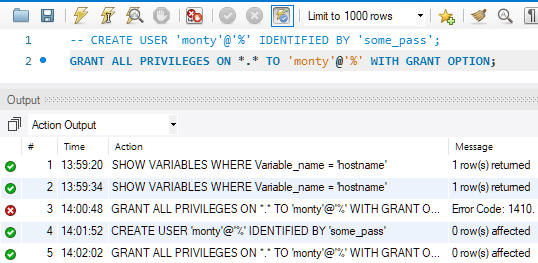 Limit to 1000 rows
1 -- CREATE USER 'monty'@'%' IDENTIFIED BY 'some_pass';
2 GRANT ALL PRIVILEGES ON *.* TO 'monty'@'%' WITH GRANT OPTION;
Output
Action Output
# Time Action Message
1 13:59:20 SHOW VARIABLES WHERE Variable_name = 'hostname' 1 row(s) returned
2 13:59:34 SHOW VARIABLES WHERE Variable_name = 'hostname' 1 row(s) returned
3 14:00:48 GRANT ALL PRIVILEGES ON *.* TO 'monty'@'%' WITH GRANT O... Error Code: 1410.
4 14:01:52 CREATE USER 'monty'@'%' IDENTIFIED BY 'some_pass' 0 row(s) affected
5 14:02:02 GRANT ALL PRIVILEGES ON *.* TO 'monty'@'%' WITH GRANT O... 0 row(s) affected